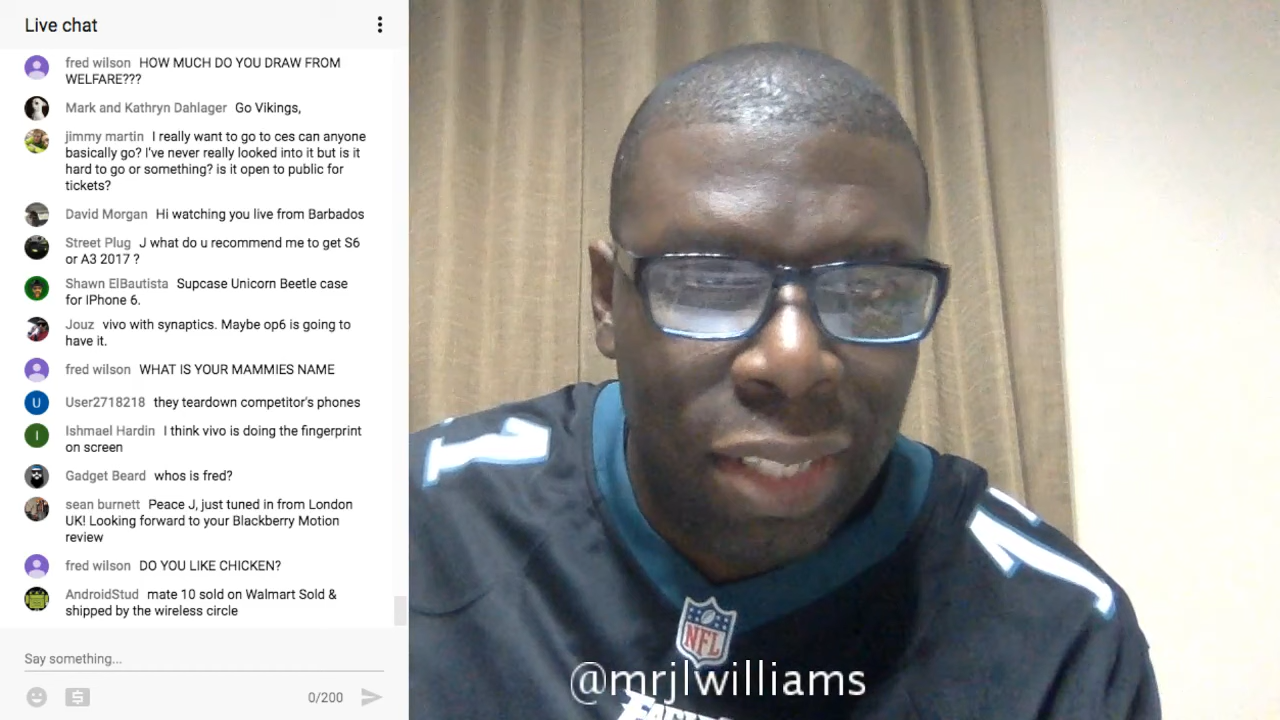 Live chat
fred wilson HOW MUCH DO YOU DRAW FROM
WELFARE???
Mark and Kathryn Dahlager Go Vikings,
jimmy martin I really want to go to ces can anyone
basically go? I've never really looked into it but is it
hard to go or something? is it open to public for
tickets?
David Morgan Hi watching you live from Barbados
Street Plug J what do u recommend me to get S6
or A3 2017 ?
Shawn ElBautista Supcase Unicorn Beetle case
for IPhone 6.
Jouz vivo with synaptics. Maybe op6 is going to
have it.
fred wilson WHAT IS YOUR MAMMIES NAME
U
User2718218 they teardown competitor's phones
I
Ishmael Hardin I think vivo is doing the fingerprint
on screen
Gadget Beard whos is fred?
sean burnett Peace J, just tuned in from London
UK! Looking forward to your Blackberry Motion
review
fred wilson DO YOU LIKE CHICKEN?
AndroidStud mate 10 sold on Walmart Sold &
shipped by the wireless circle
Say something...
0/200
1
1
NFL
@mrjlwilliams
EAGLES